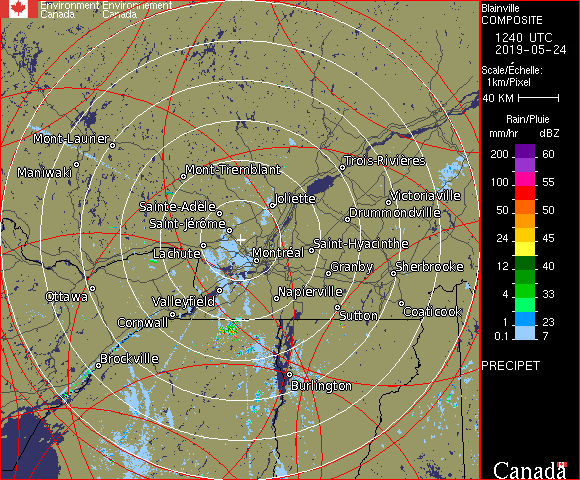 Environment Environnement
Canada Canada
Blainville
COMPOSITE
1240 UTC
2019-05-24
Scale/Échelle:
1km/Pixel
40 KM
Rain/Pluie
mm/hr dBZ
200 60
100 55
50 50
24 45
12 40
4 33
1 23
0.1 7
PRECIPET
Mont-Laurier
Maniwaki
Mont-Tremblant
Trois-Rivières
Sainte-Adèle
Joliette
Victoriaville
Drummondville
Saint-Jérôme
Lachute
Montréal
Saint-Hyacinthe
Granby
Sherbrooke
Ottawa
Valleyfield
Napierville
Cornwall
Sutton
Coaticook
Brockville
Burlington
Canada